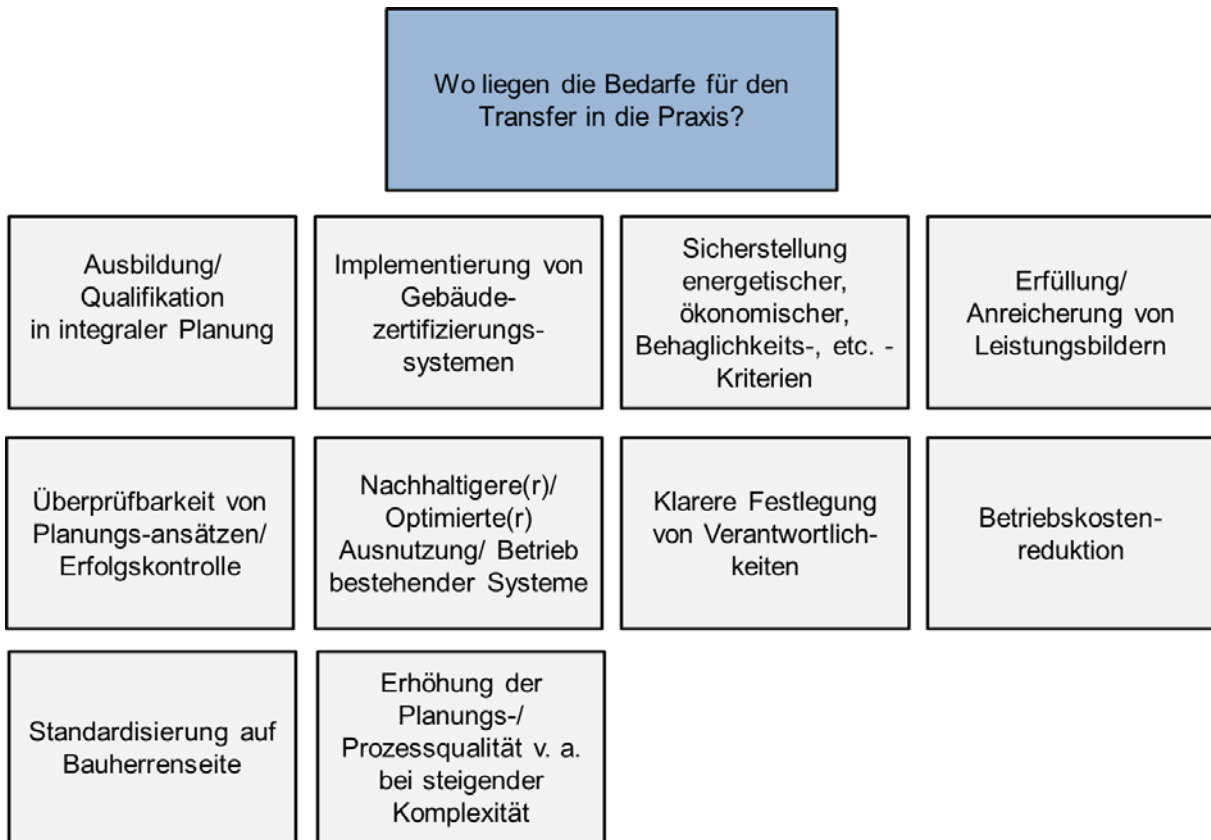 Wo liegen die Bedarfe für den
Transfer in die Praxis?
Ausbildung/
Qualifikation
in integraler Planung
Implementierung von
Gebäude-
zertifizierungs-
systemen
Sicherstellung
energetischer,
ökonomischer,
Behaglichkeits-, etc. -
Kriterien
Erfüllung/
Anreicherung von
Leistungsbildern
Überprüfbarkeit von
Planungs-ansätzen/
Erfolgskontrolle
Nachhaltigere(r)/
Optimierte(r)
Ausnutzung/ Betrieb
bestehender Systeme
Klarere Festlegung
von Verantwortlich-
keiten
Betriebskosten-
reduktion
Standardisierung auf
Bauherrenseite
Erhöhung der
Planungs-/
Prozessqualität v. a.
bei steigender
Komplexität